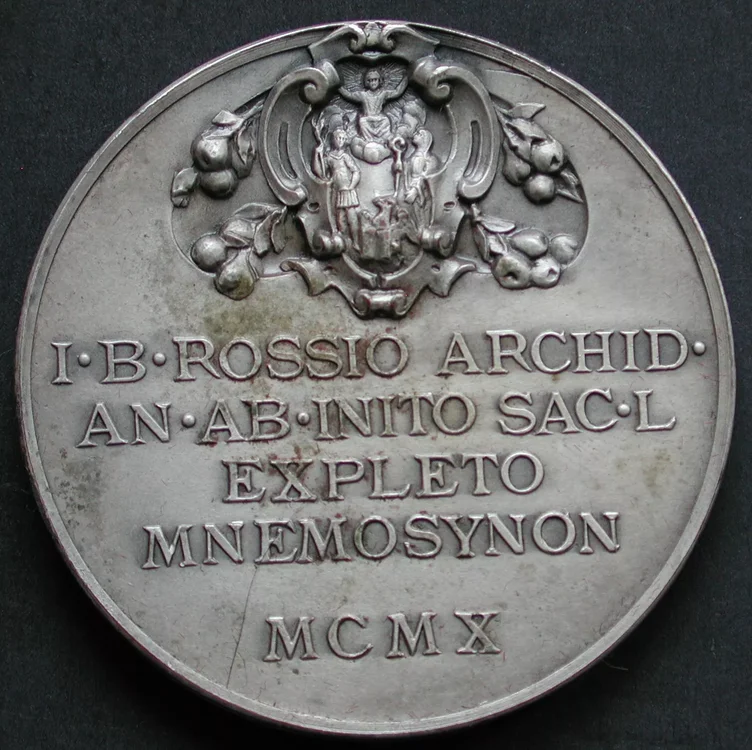 I·B·ROSSIO ARCHID·
AN·AB·INITO SAC·L
EXPLETO
MNEMOSYNON
MCMX